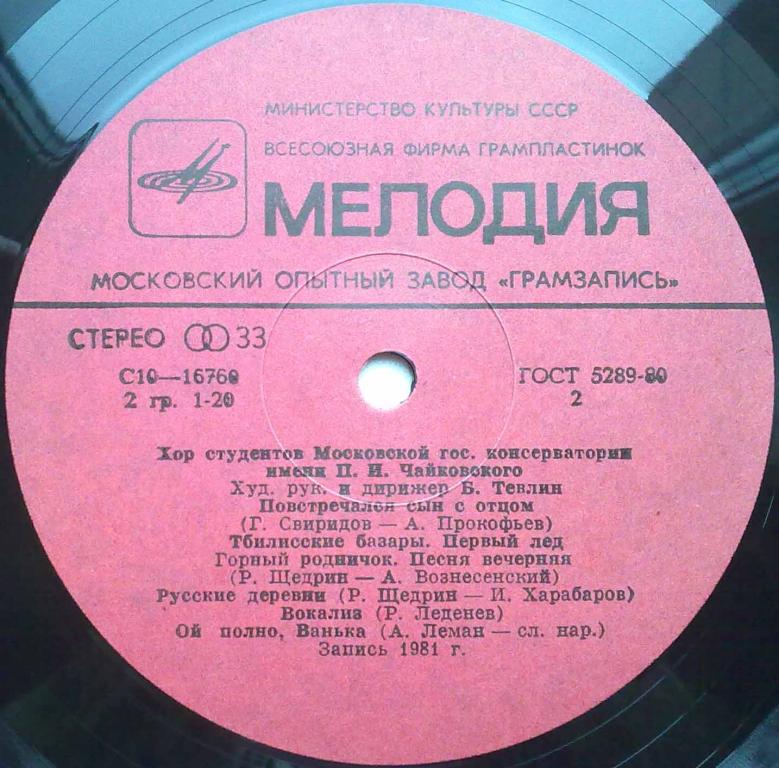 МИНИСТЕРСТВО КУЛЬТУРЫ СССР
ВСЕСОЮЗНАЯ ФИРМА ГРАМПЛАСТИНОК
МЕЛОДИЯ
МОСКОВСКИЙ ОПЫТНЫЙ ЗАВОД «ГРАМЗАПИСЬ»
СТЕРЕО 33
С10—16760 ГОСТ 5289-80
2 гр. 1-20 2
Хор студентов Московской гос. консерватории
имени П. И. Чайковского
Худ. рук. и дирижер Б. Тевлин
Повстречался сын с отцом
(Г. Свиридов — А. Прокофьев)
Тбилисские базары. Первый лед
Горный родничок. Песня вечерняя
(Р. Щедрин — А. Вознесенский)
Русские деревни (Р. Щедрин — И. Харабаров)
Вокализ (Р. Леденев)
Ой полно, Ванька (А. Леман — сл. нар.)
Запись 1981 г.